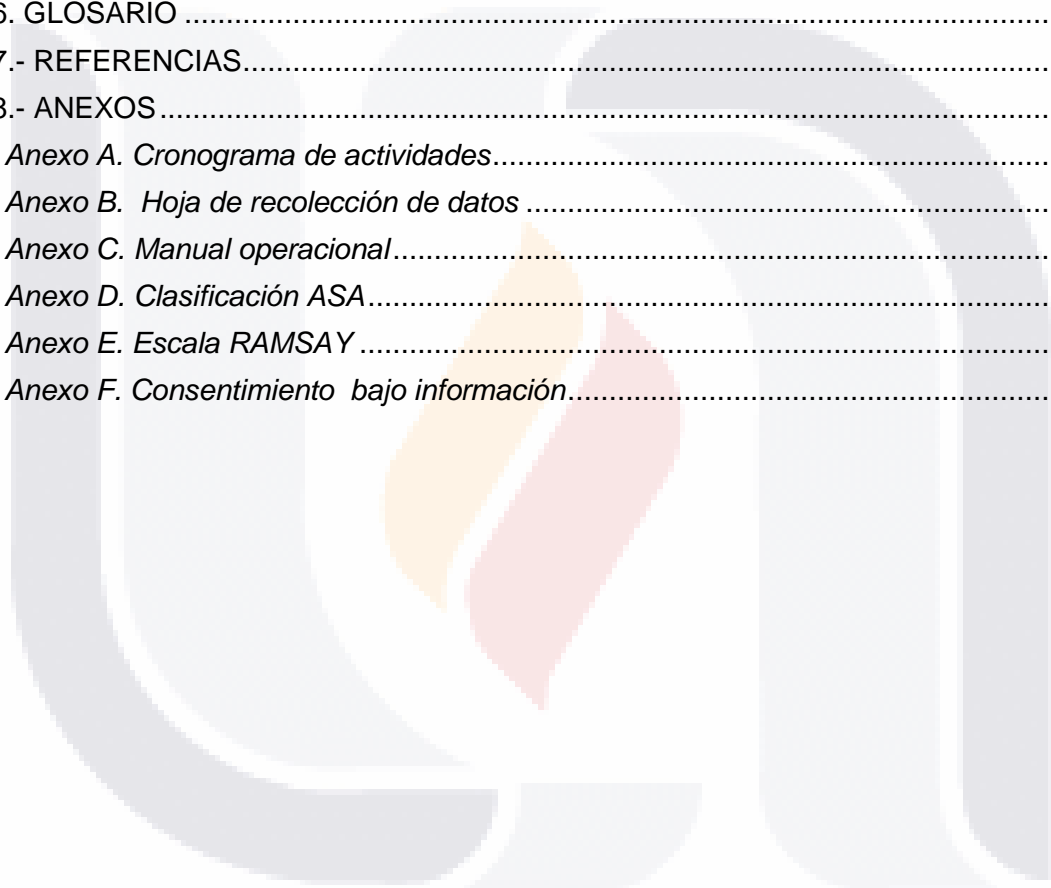 6. GLOSARIO ..........................................................................................................
7.- REFERENCIAS..................................................................................................
8.- ANEXOS ............................................................................................................
Anexo A. Cronograma de actividades...................................................................
Anexo B.  Hoja de recolección de datos ...............................................................
Anexo C. Manual operacional................................................................................
Anexo D. Clasificación ASA...................................................................................
Anexo E. Escala RAMSAY ....................................................................................
Anexo F. Consentimiento  bajo información..........................................................